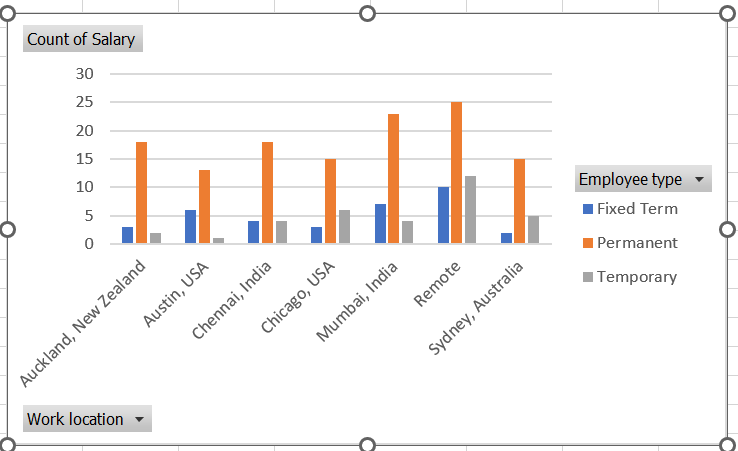 Count of Salary
30
25
20
15
10
5
0
Auckland, New Zealand
Austin, USA
Chennai, India
Chicago, USA
Mumbai, India
Remote
Sydney, Australia
Employee type
Fixed Term
Permanent
Temporary
Work location